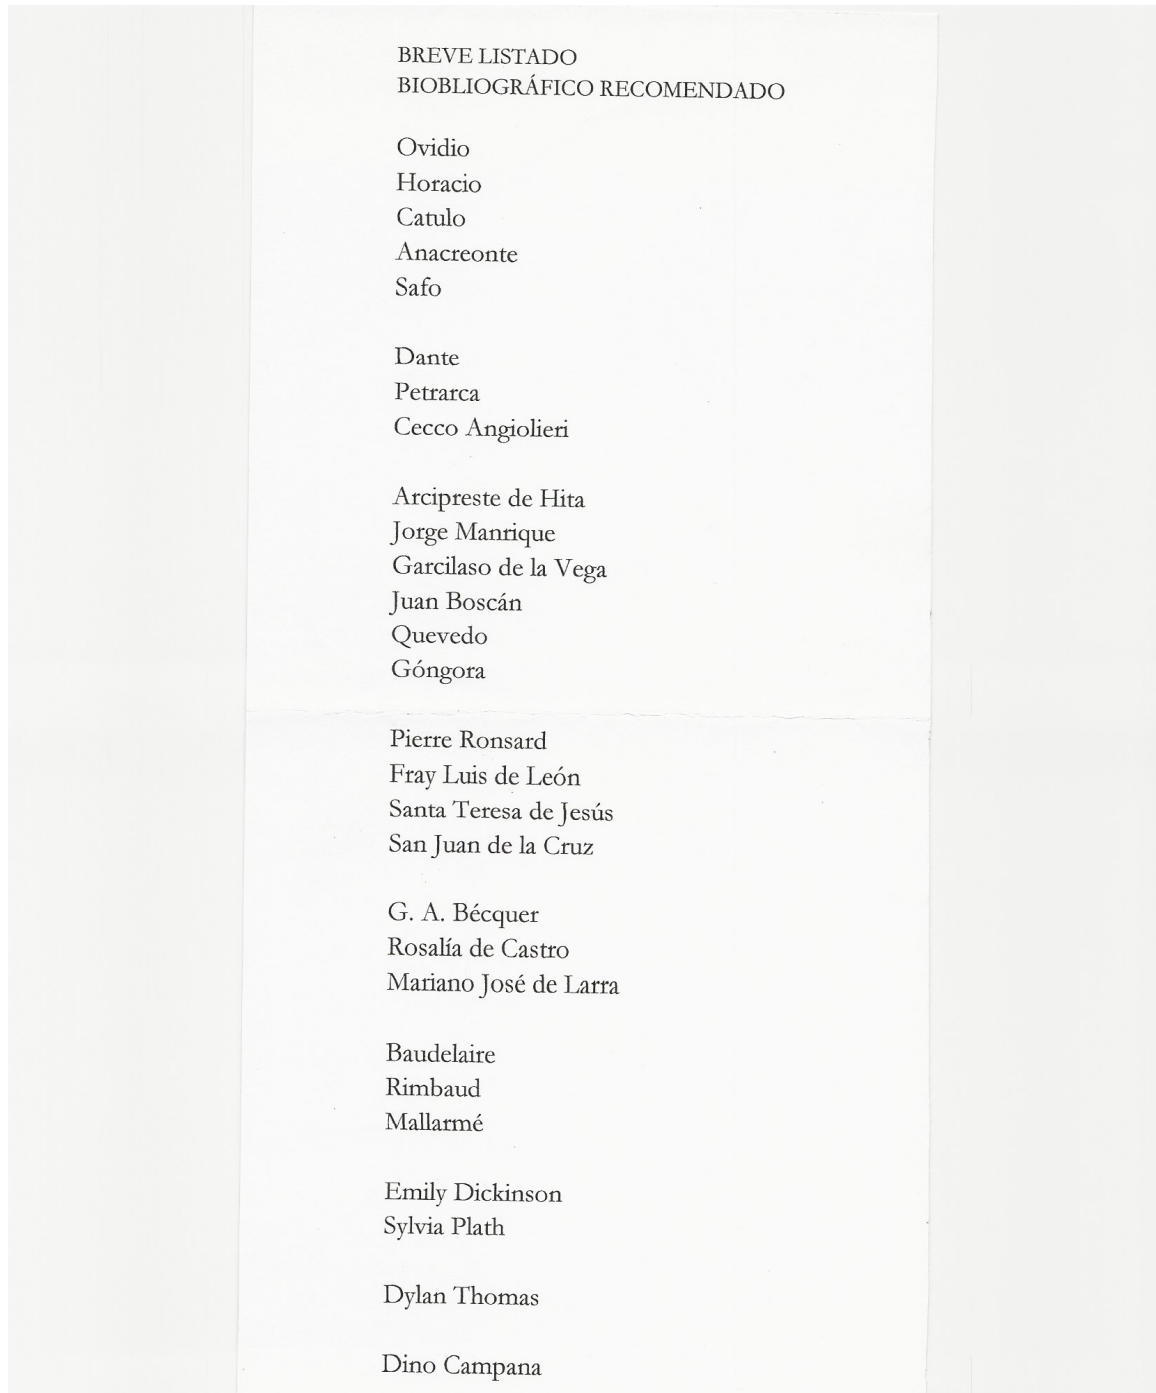 BREVE LISTADO
BIOBLIOGRÁFICO RECOMENDADO
Ovidio
Horacio
Catulo
Anacreonte
Safo
Dante
Petrarca
Cecco Angiolieri
Arcipreste de Hita
Jorge Manrique
Garcilaso de la Vega
Juan Boscán
Quevedo
Góngora
Pierre Ronsard
Fray Luis de León
Santa Teresa de Jesús
San Juan de la Cruz
G. A. Bécquer
Rosalía de Castro
Mariano José de Larra
Baudelaire
Rimbaud
Mallarmé
Emily Dickinson
Sylvia Plath
Dylan Thomas
Dino Campana